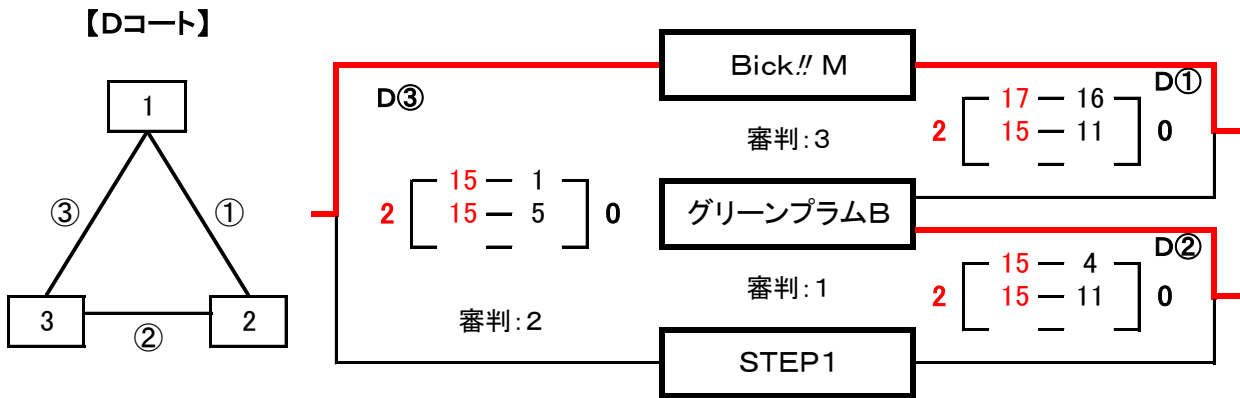 【Dコート】
1
③
①
3
②
2
D③
2
15 ― 1
15 ― 5
―
0
審判：2
Bick!! M
審判：3
グリーンプラムB
審判：1
STEP1
D①
2
17 ― 16
15 ― 11
―
0
D②
2
15 ― 4
15 ― 11
―
0